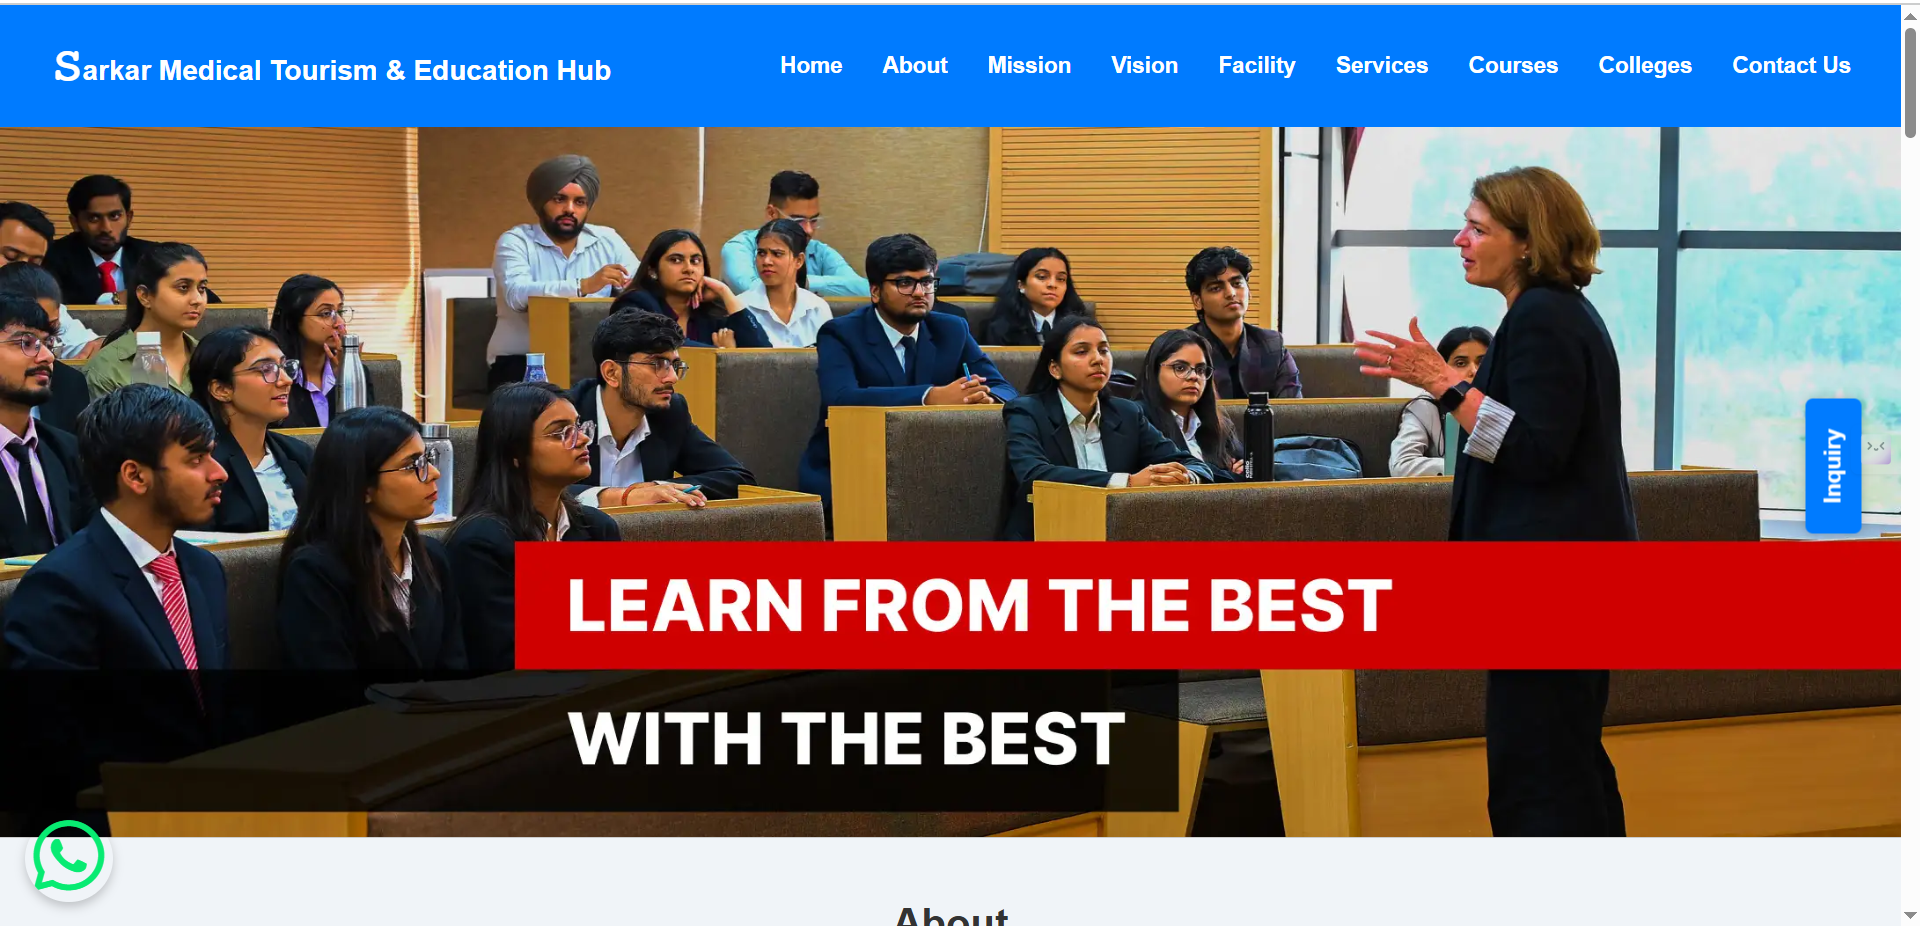 Sarkar Medical Tourism & Education Hub
Home About Mission Vision Facility Services Courses Colleges Contact Us
Inquiry
LEARN FROM THE BEST
WITH THE BEST
About